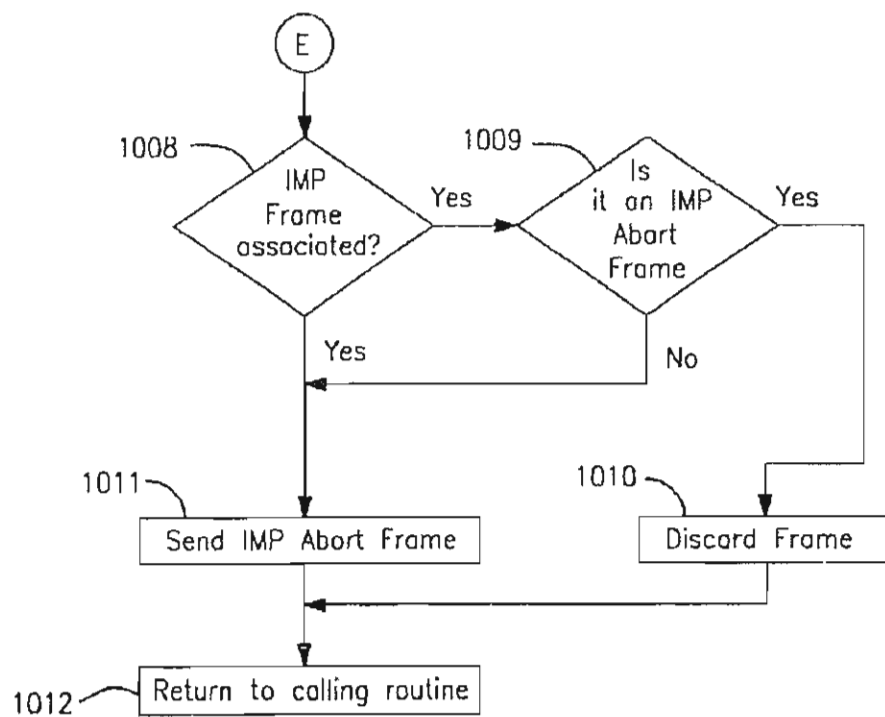 E
1008
IMP
Frame
associated?
Yes
1009
Is
it an IMP
Abort
Frame
Yes
Yes
No
1011
Send IMP Abort Frame
1010
Discard Frame
1012
Return to calling routine